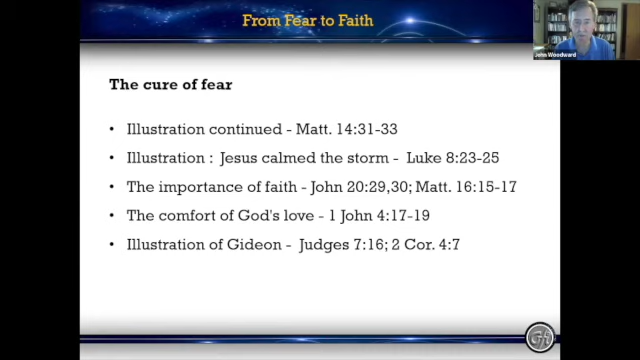 From Fear to Faith
John Woodward
The cure of fear
• Illustration continued - Matt. 14:31-33
• Illustration : Jesus calmed the storm - Luke 8:23-25
• The importance of faith - John 20:29,30; Matt. 16:15-17
• The comfort of God's love - 1 John 4:17-19
• Illustration of Gideon - Judges 7:16; 2 Cor. 4:7